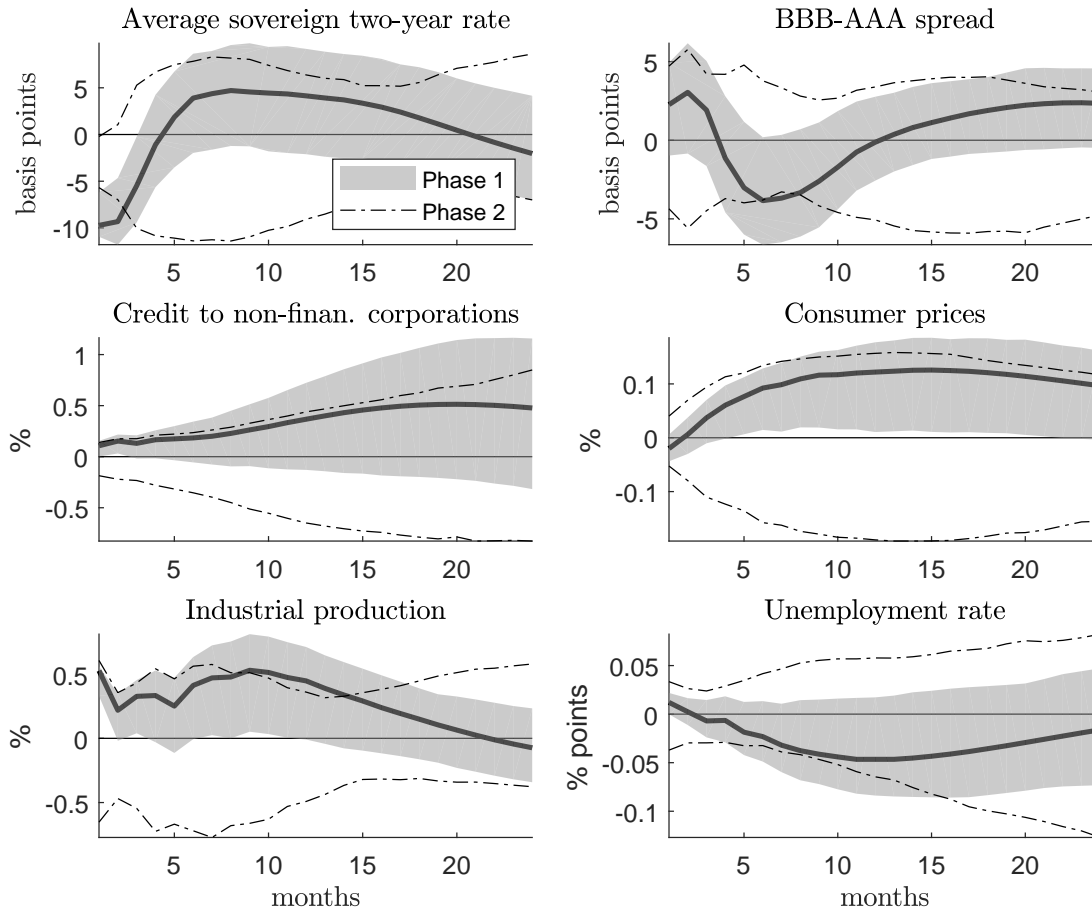 Average sovereign two-year rate
basis points
5
0
-5
-10
5 10 15 20
Phase 1
Phase 2
BBB-AAA spread
basis points
5
0
-5
5 10 15 20
Credit to non-finan. corporations
%
1
0.5
0
-0.5
5 10 15 20
Consumer prices
%
0.1
0
-0.1
5 10 15 20
Industrial production
%
0.5
0
-0.5
5 10 15 20
months
Unemployment rate
% points
0.05
0
-0.05
-0.1
5 10 15 20
months